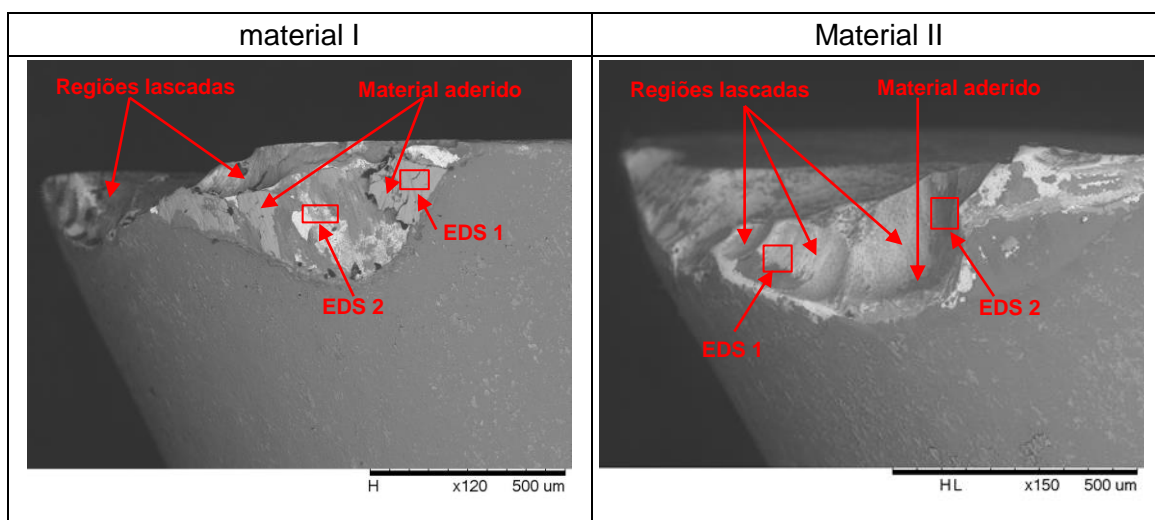 material I
Material II
Regiões lascadas
Material aderido
EDS 1
EDS 2
H x120 500 um
Regiões lascadas
Material aderido
EDS 2
EDS 1
HL x150 500 um